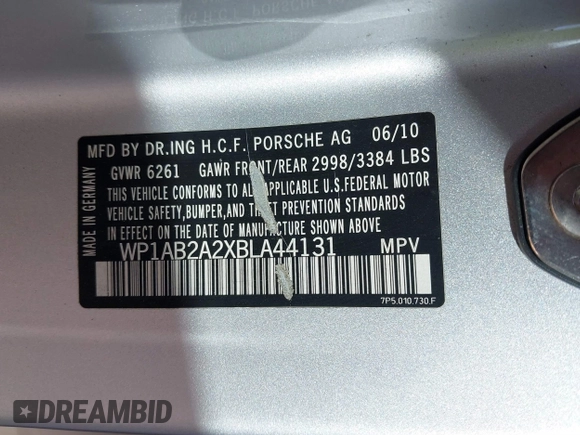 MFD BY DR.ING H.C.F. PORSCHE AG 06/10
GVWR 6261 GAWR FRONT/REAR 2998/3384 LBS
THIS VEHICLE CONFORMS TO ALL APPLICABLE U.S.FEDERAL MOTOR
VEHICLE SAFETY,BUMPER,AND THEFT PREVENTION STANDARDS
IN EFFECT ON THE DATE OF MANUFACTURE SHOWN ABOVE
WP1AB2A2XBLA44131 MPV
7P5.010.730.F
MADE IN GERMANY
DREAMBID